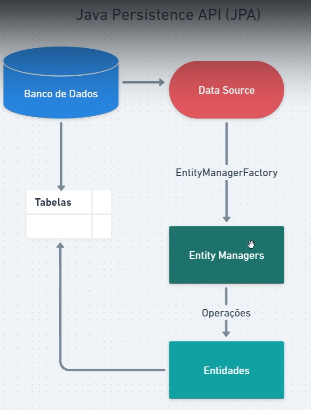 Java Persistence API (JPA)
Banco de Dados
Data Source
EntityManagerFactory
Tabelas
Entity Managers
Operações
Entidades